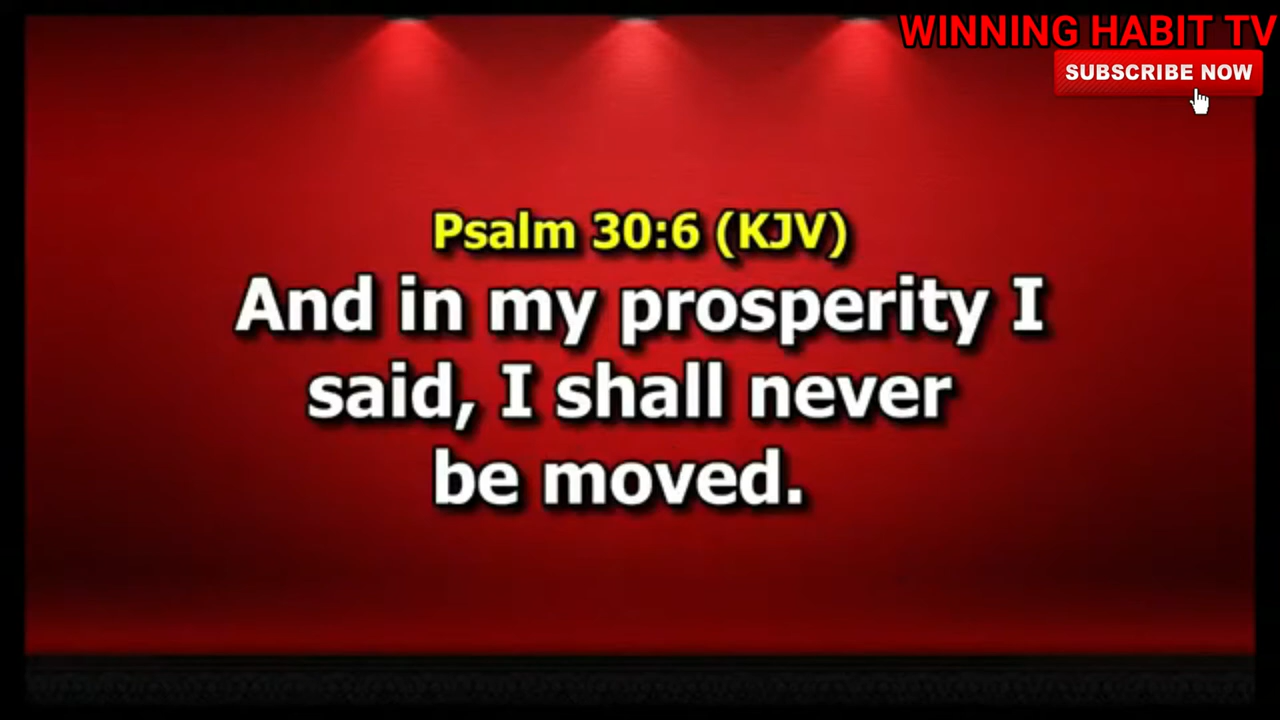 WINNING HABIT TV
SUBSCRIBE NOW
Psalm 30:6 (KJV)
And in my prosperity I
said, I shall never
be moved.